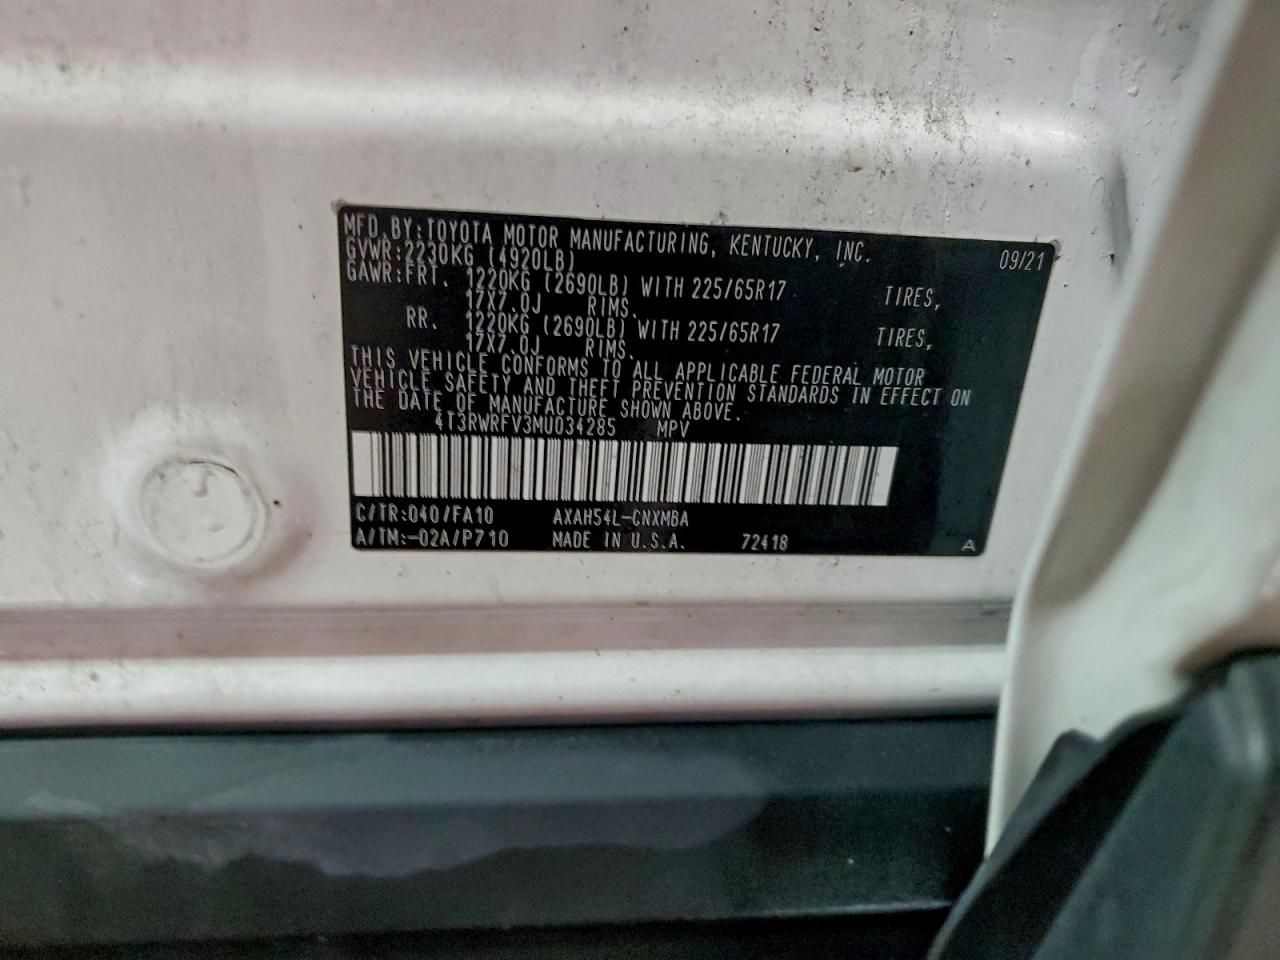 MFD.BY:TOYOTA MOTOR MANUFACTURING, KENTUCKY, INC. 09/21
GVWR:2230KG (4920LB)
GAWR:FRT. 1220KG (2690LB) WITH 225/65R17 TIRES,
17X7.0J RIMS.
RR. 1220KG (2690LB) WITH 225/65R17 TIRES,
17X7.0J RIMS.
THIS VEHICLE CONFORMS TO ALL APPLICABLE FEDERAL MOTOR
VEHICLE SAFETY AND THEFT PREVENTION STANDARDS IN EFFECT ON
THE DATE OF MANUFACTURE SHOWN ABOVE.
4T3RWRFV3MU034285 MPV
C/TR:040/FA10 AXAH54L-CNXMBA
A/TM:-02A/P710 MADE IN U.S.A. 72418 A